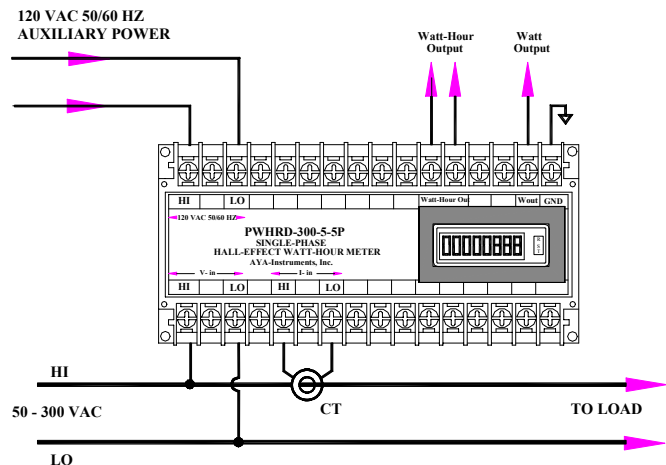 120 VAC 50/60 HZ
AUXILIARY POWER
Watt-Hour
Output
Watt
Output
HI
LO
Watt-Hour Out
Wout
GND
120 VAC 50/60 HZ
PWHRD-300-5-5P
SINGLE-PHASE
HALL-EFFECT WATT-HOUR METER
AYA-Instruments, Inc.
00000888
RST
V- in
I- in
HI
LO
HI
LO
HI
50 - 300 VAC
CT
TO LOAD
LO